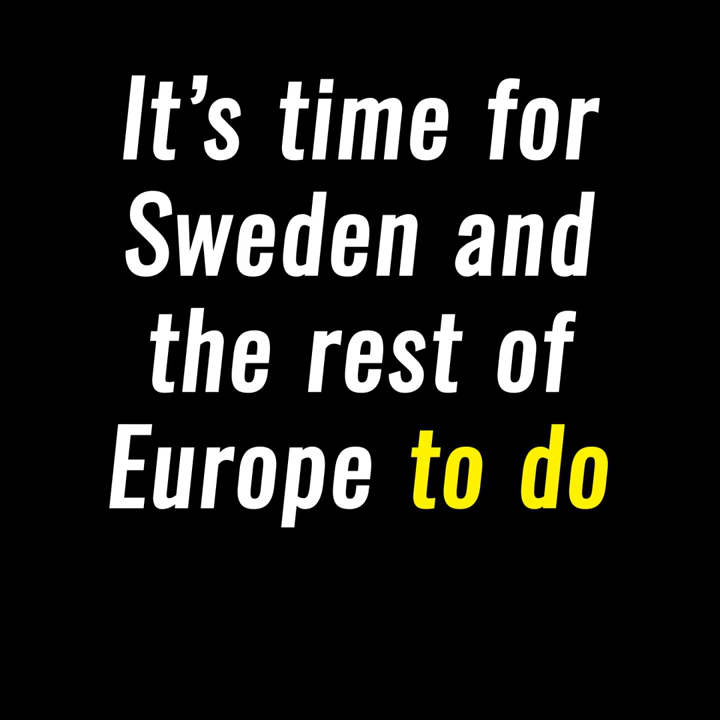 It’s time for
Sweden and
the rest of
Europe to do